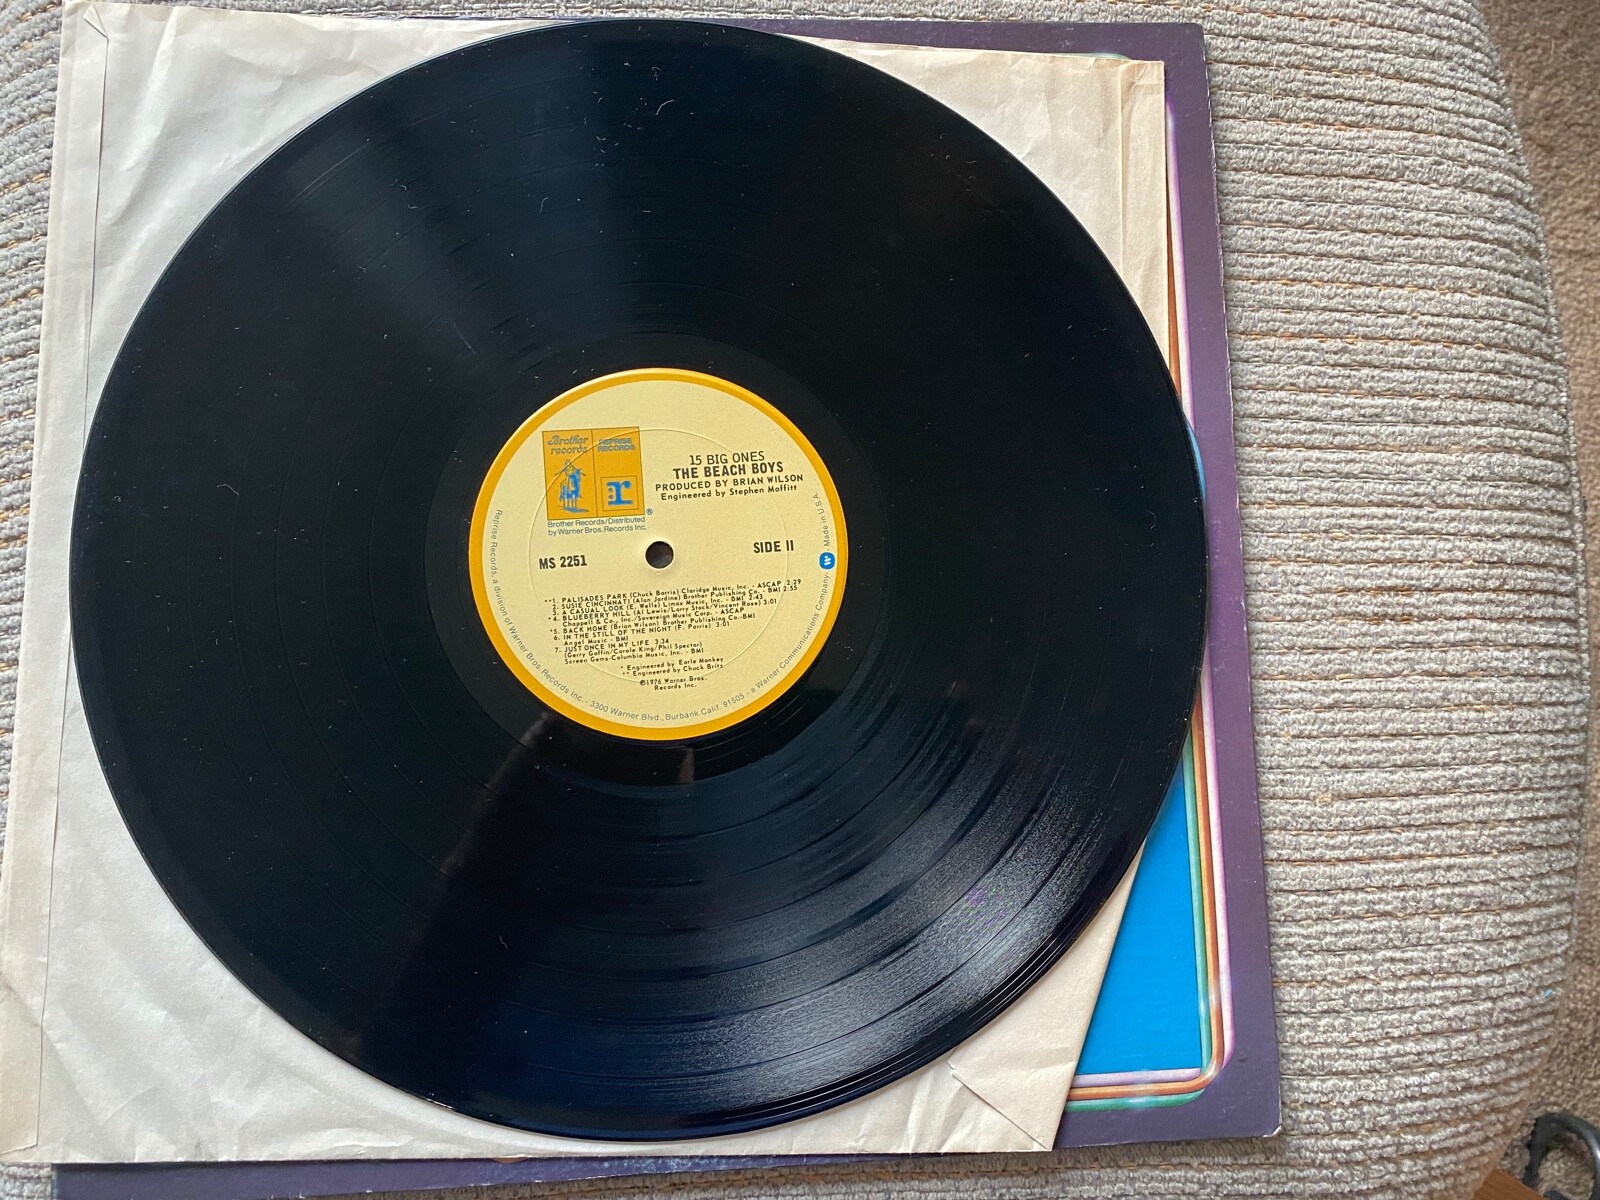 Brother
records
REPRISE
RECORDS
r
®
Brother Records/Distributed
by Warner Bros. Records Inc.
15 BIG ONES
THE BEACH BOYS
PRODUCED BY BRIAN WILSON
Engineered by Stephen Moffitt
MS 2251
SIDE II
**1. PALISADES PARK (Chuck Barris) Claridge Music, Inc. - ASCAP 2:29
2. SUSIE CINCINNATI (Alan Jardine) Brother Publishing Co. - BMI 2:55
3. A CASUAL LOOK (E. Wells) Limax Music, Inc. - BMI 2:43
*4. BLUEBERRY HILL (Al Lewis/Larry Stock/Vincent Rose) 3:01
Chappell & Co., Inc./Sovereign Music Corp. - ASCAP
*5. BACK HOME (Brian Wilson) Brother Publishing Co.-BMI
6. IN THE STILL OF THE NIGHT (F. Parris) 3:01
Angel Music - BMI
7. JUST ONCE IN MY LIFE 3:34
(Gerry Goffin/Carole King/Phil Spector)
Screen Gems-Columbia Music, Inc. - BMI
* Engineered by Earle Mankey
** Engineered by Chuck Britz
℗1976 Warner Bros.
Records Inc.
Reprise Records, a division of Warner Bros. Records Inc. - 3300 Warner Blvd., Burbank, Calif. 91505 - a Warner Communications Company. W Made in U.S.A.